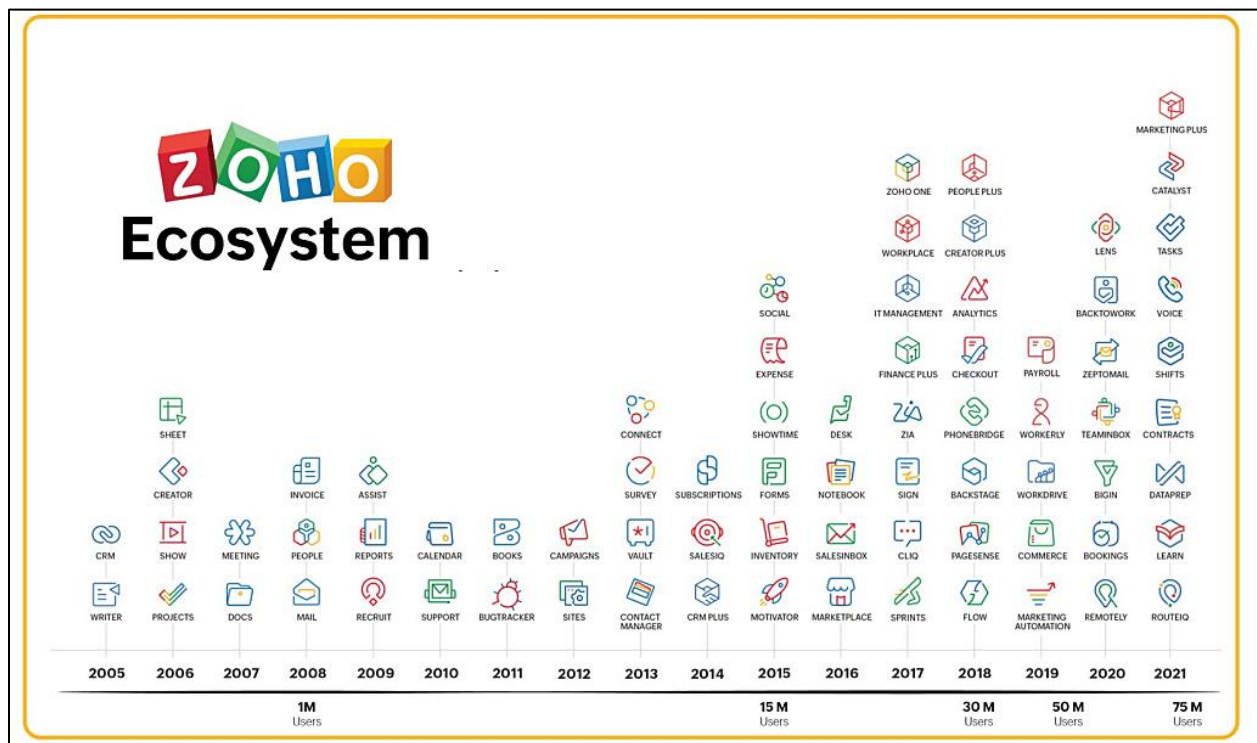 ZOHO
Ecosystem
MARKETING PLUS
ZOHO ONE PEOPLE PLUS CATALYST
WORKPLACE CREATOR PLUS LENS TASKS
SOCIAL IT MANAGEMENT ANALYTICS BACKTOWORK VOICE
EXPENSE FINANCE PLUS CHECKOUT PAYROLL ZEPTOMAIL SHIFTS
SHEET CONNECT SHOWTIME DESK ZIA PHONEBRIDGE WORKERLY TEAMINBOX CONTRACTS
CREATOR INVOICE ASSIST SURVEY SUBSCRIPTIONS FORMS NOTEBOOK SIGN BACKSTAGE WORKDRIVE BIGIN DATAPREP
CRM SHOW MEETING PEOPLE REPORTS CALENDAR BOOKS CAMPAIGNS VAULT SALESIQ INVENTORY SALESINBOX CLIQ PAGESENSE COMMERCE BOOKINGS LEARN
WRITER PROJECTS DOCS MAIL RECRUIT SUPPORT BUGTRACKER SITES CONTACT MANAGER CRM PLUS MOTIVATOR MARKETPLACE SPRINTS FLOW MARKETING AUTOMATION REMOTELY ROUTEIQ
2005 2006 2007 2008 2009 2010 2011 2012 2013 2014 2015 2016 2017 2018 2019 2020 2021
1M 15 M 30 M 50 M 75 M
Users Users Users Users Users